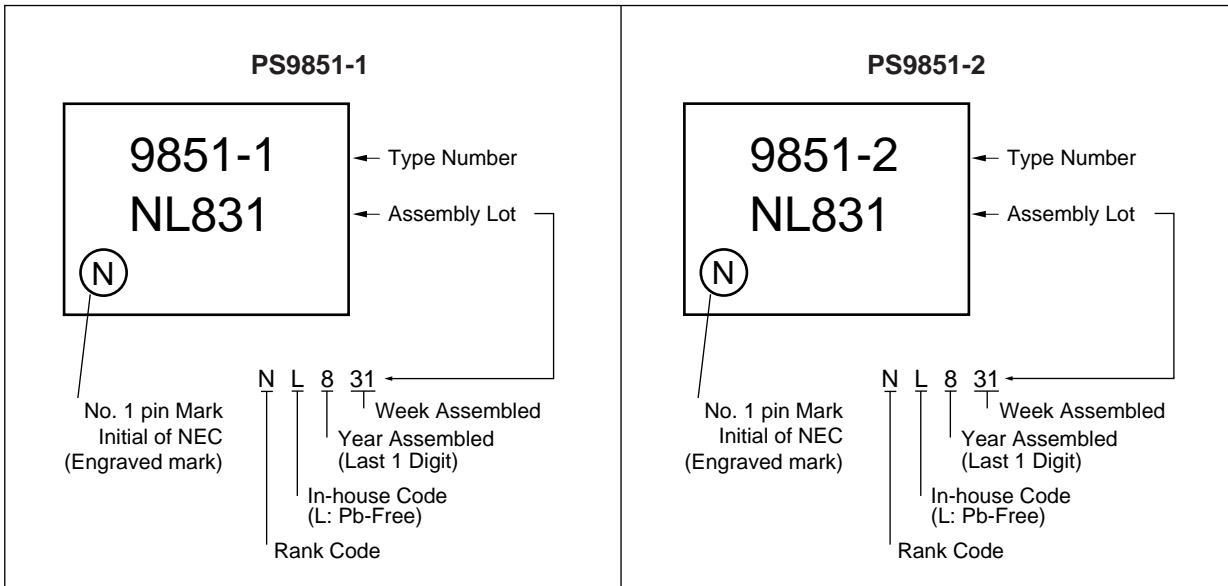 PS9851-1
9851-1
Type Number
NL831
Assembly Lot
N
N L 8 31
No. 1 pin Mark
Initial of NEC
(Engraved mark)
Week Assembled
Year Assembled
(Last 1 Digit)
In-house Code
(L: Pb-Free)
Rank Code
PS9851-2
9851-2
Type Number
NL831
Assembly Lot
N
N L 8 31
No. 1 pin Mark
Initial of NEC
(Engraved mark)
Week Assembled
Year Assembled
(Last 1 Digit)
In-house Code
(L: Pb-Free)
Rank Code